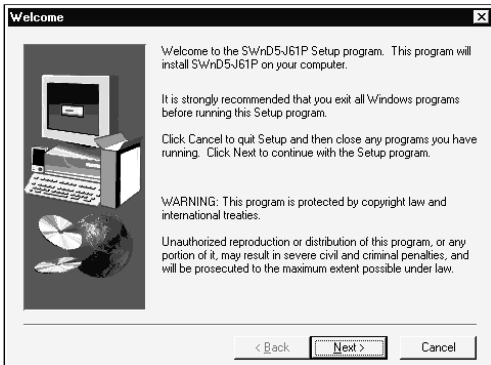 Welcome
Welcome to the SWnD5-J61P Setup program. This program will
install SWnD5-J61P on your computer.
It is strongly recommended that you exit all Windows programs
before running this Setup program.
Click Cancel to quit Setup and then close any programs you have
running. Click Next to continue with the Setup program.
WARNING: This program is protected by copyright law and
international treaties.
Unauthorized reproduction or distribution of this program, or any
portion of it, may result in severe civil and criminal penalties, and
will be prosecuted to the maximum extent possible under law.
< Back
Next >
Cancel